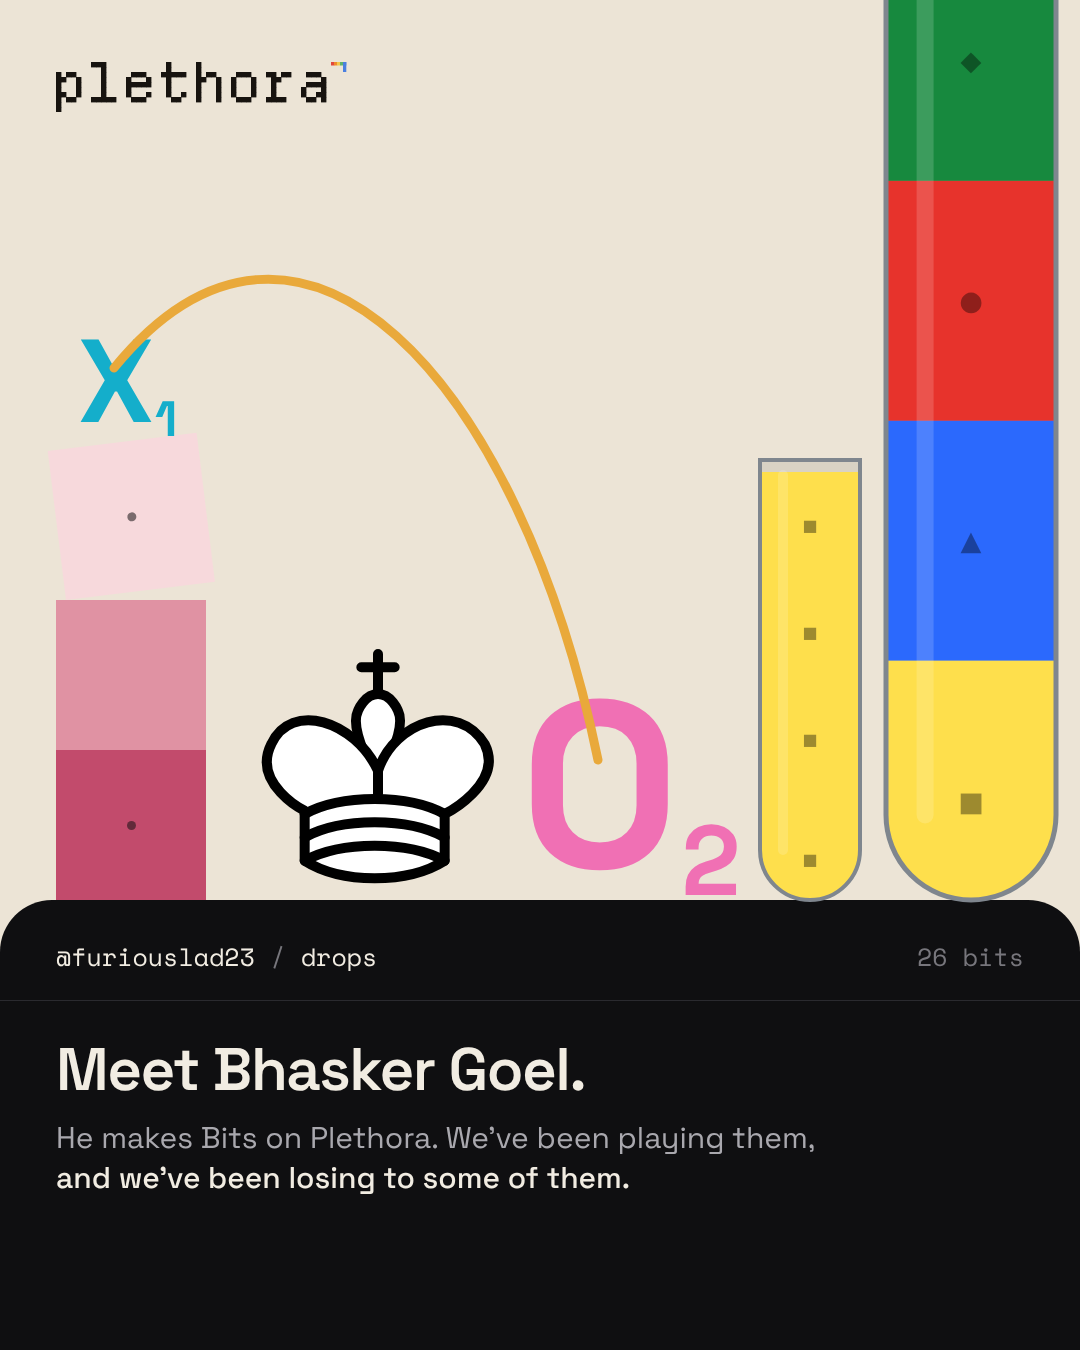 plethora
X₁
O₂
@furiouslad23 / drops
26 bits
Meet Bhasker Goel.
He makes Bits on Plethora. We’ve been playing them,
and we’ve been losing to some of them.